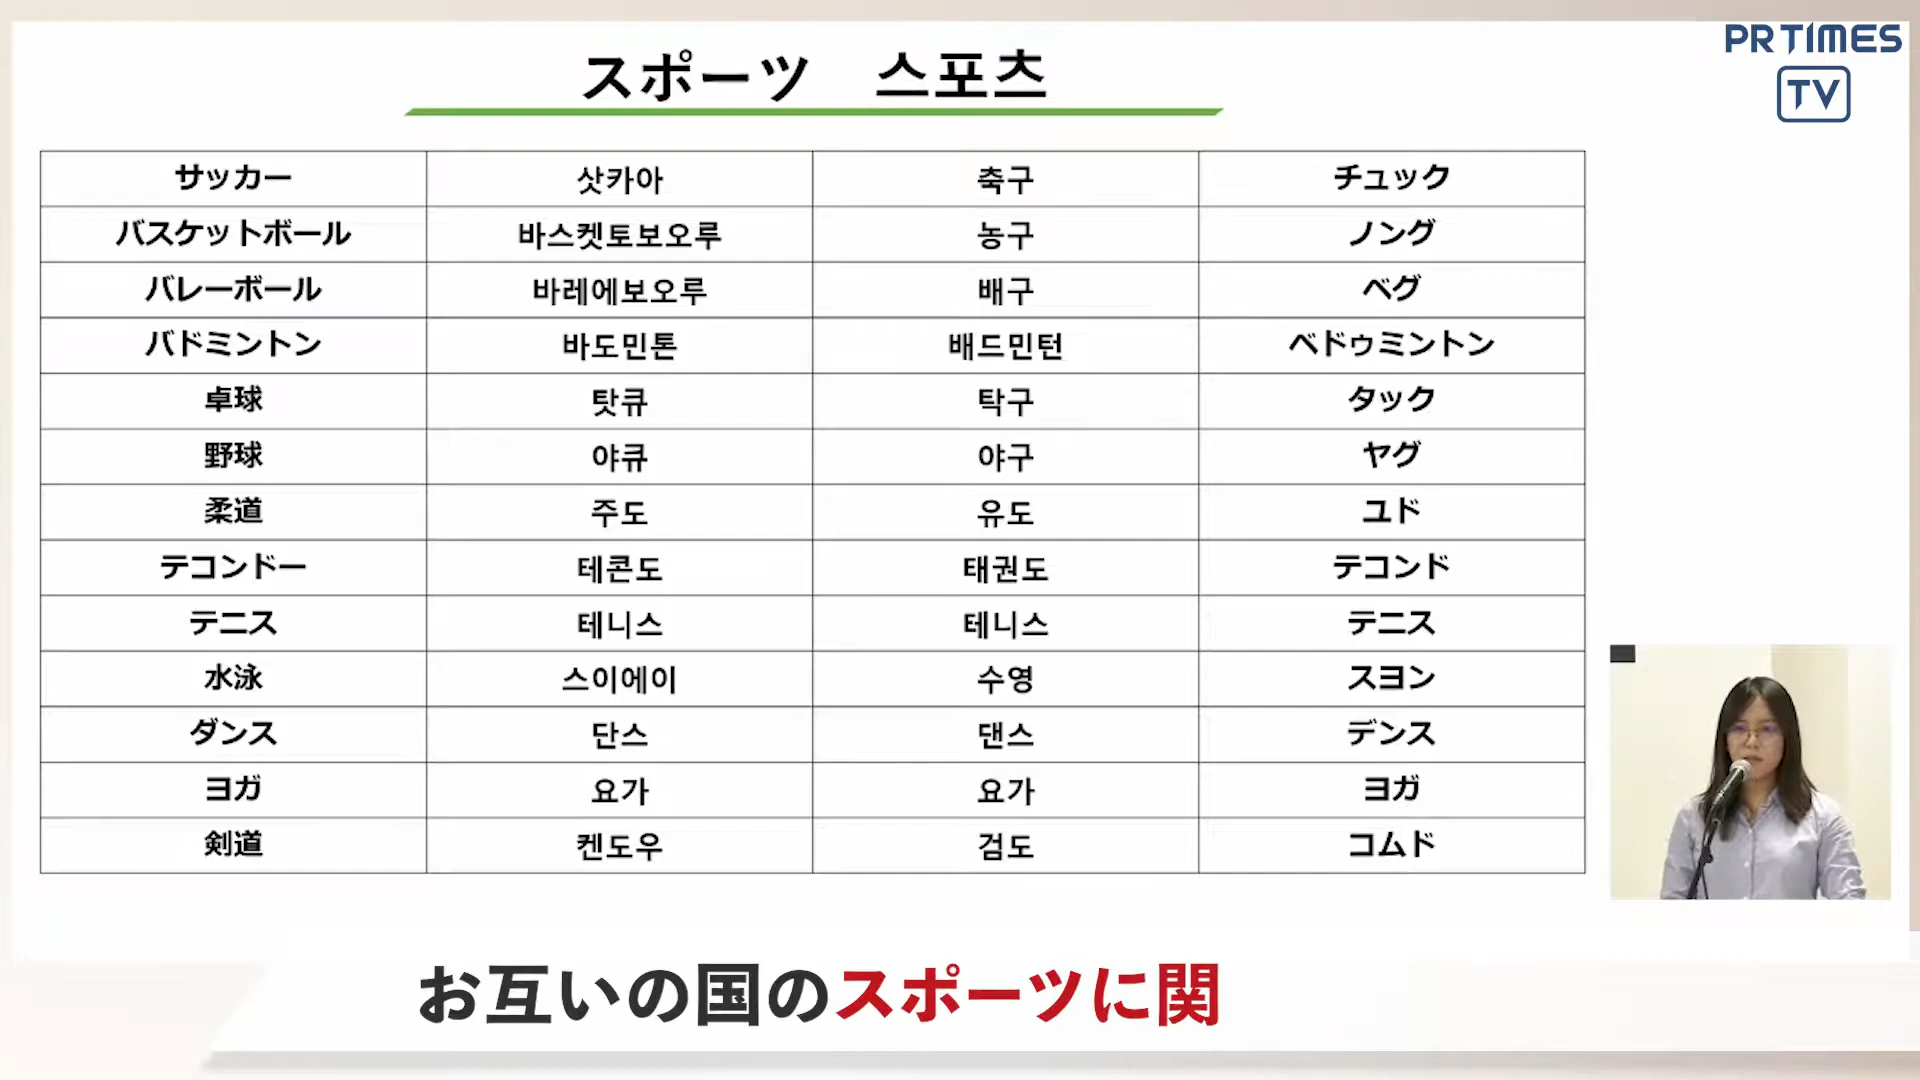 PR TIMES
TV
スポーツ 스포츠
サッカー 삿카아 축구 チュック
バスケットボール 바스켓토보오루 농구 ノング
バレーボール 바레에보오루 배구 ベグ
バドミントン 바도민톤 배드민턴 ベドゥミントン
卓球 탓큐 탁구 タック
野球 야큐 야구 ヤグ
柔道 주도 유도 ユド
テコンドー 테콘도 태권도 テコンド
テニス 테니스 테니스 テニス
水泳 스이에이 수영 スヨン
ダンス 단스 댄스 デンス
ヨガ 요가 요가 ヨガ
剣道 켄도우 검도 コムド
お互いの国のスポーツに関